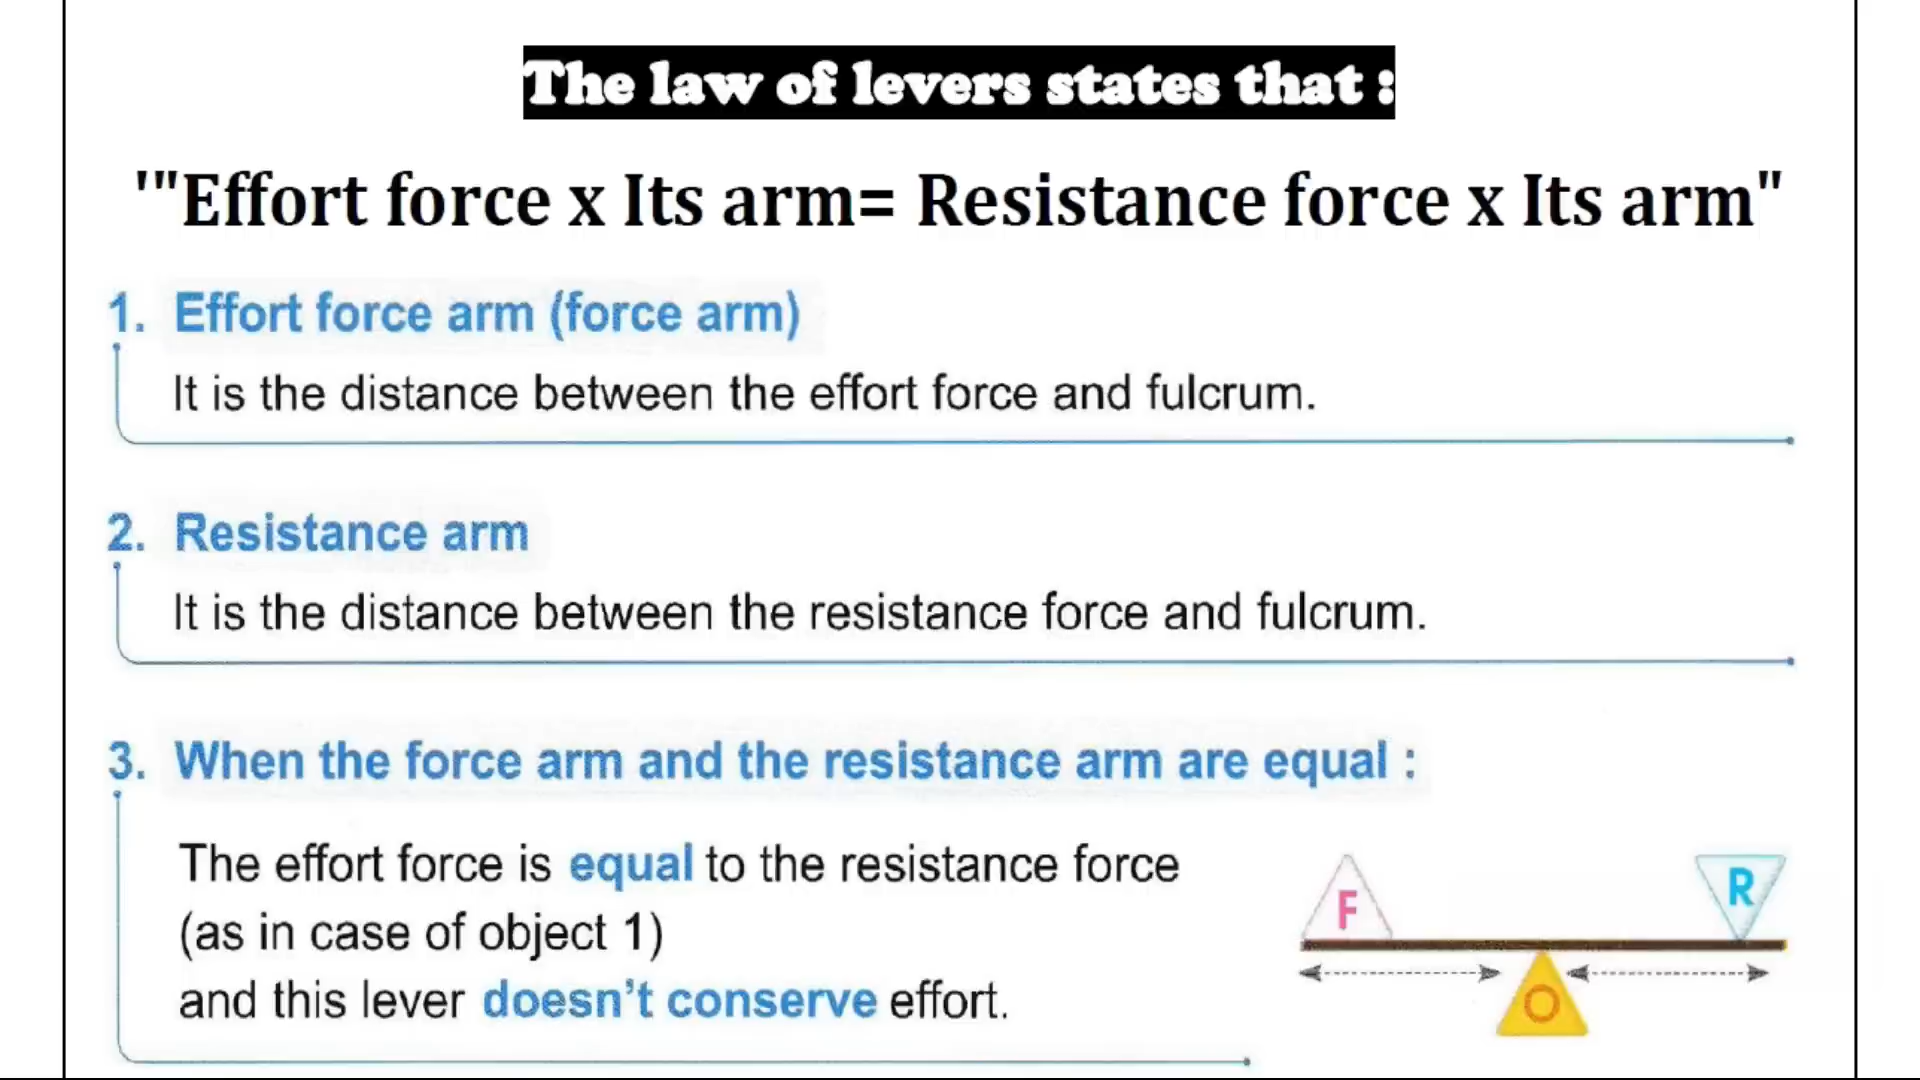 The law of levers states that :
'"Effort force x Its arm= Resistance force x Its arm"
1. Effort force arm (force arm)
It is the distance between the effort force and fulcrum.
2. Resistance arm
It is the distance between the resistance force and fulcrum.
3. When the force arm and the resistance arm are equal :
The effort force is equal to the resistance force
(as in case of object 1)
and this lever doesn't conserve effort.
F
R
O